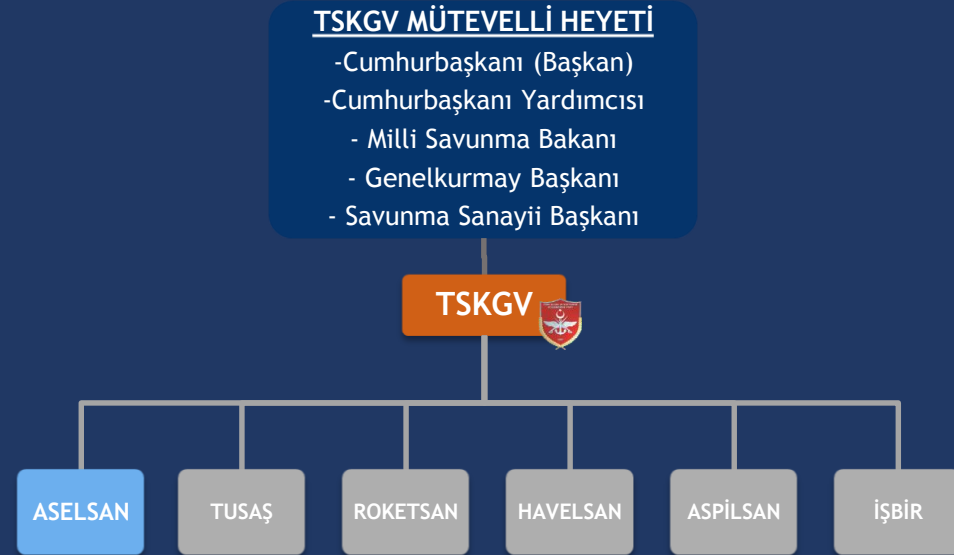 TSKGV MÜTEVELLİ HEYETİ
-Cumhurbaşkanı (Başkan)
-Cumhurbaşkanı Yardımcısı
- Milli Savunma Bakanı
- Genelkurmay Başkanı
- Savunma Sanayii Başkanı
TSKGV
ASELSAN
TUSAŞ
ROKETSAN
HAVELSAN
ASPİLSAN
İŞBİR